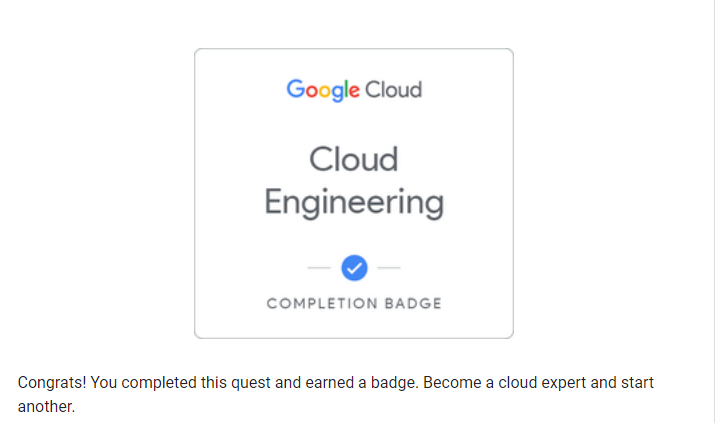 Google Cloud
Cloud
Engineering
COMPLETION BADGE
Congrats! You completed this quest and earned a badge. Become a cloud expert and start
another.